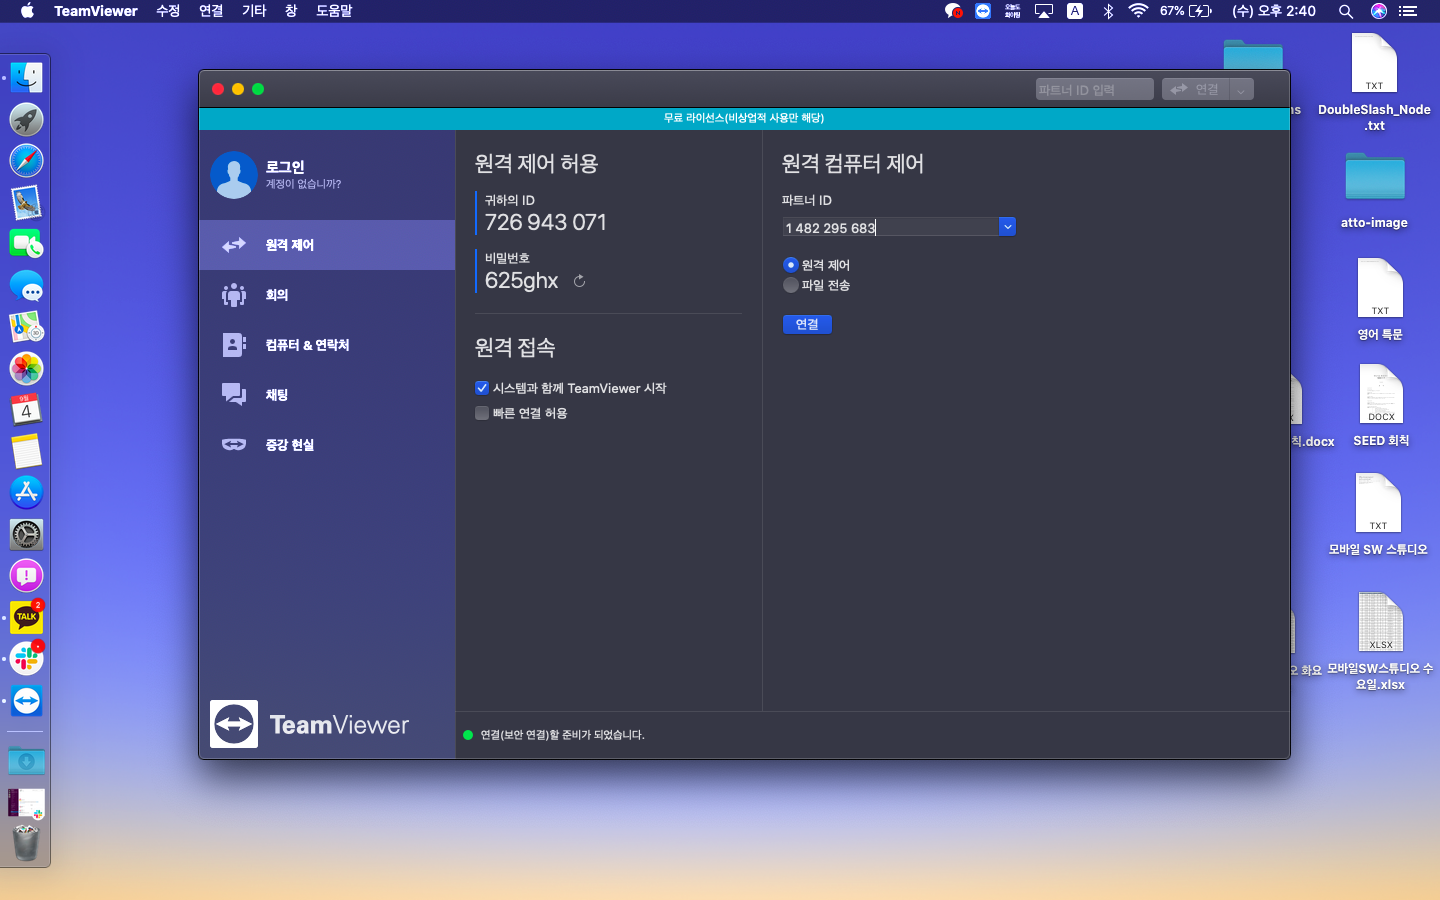 TeamViewer 수정 연결 기타 창 도움말
오늘도
화이팅
A
67%
(수) 오후 2:40
파트너 ID 입력
연결
무료 라이선스(비상업적 사용만 해당)
로그인
계정이 없습니까?
원격 제어
회의
컴퓨터 & 연락처
채팅
증강 현실
TeamViewer
원격 제어 허용
귀하의 ID
726 943 071
비밀번호
625ghx
원격 접속
시스템과 함께 TeamViewer 시작
빠른 연결 허용
원격 컴퓨터 제어
파트너 ID
1 482 295 683
원격 제어
파일 전송
연결
연결(보안 연결)할 준비가 되었습니다.
9월
4
TALK
2
ns
TXT
DoubleSlash_Node
.txt
atto-image
TXT
영어 특문
DOCX
칙.docx
SEED 회칙
TXT
모바일 SW 스튜디오
XLSX
오 화요
모바일SW스튜디오 수
요일.xlsx